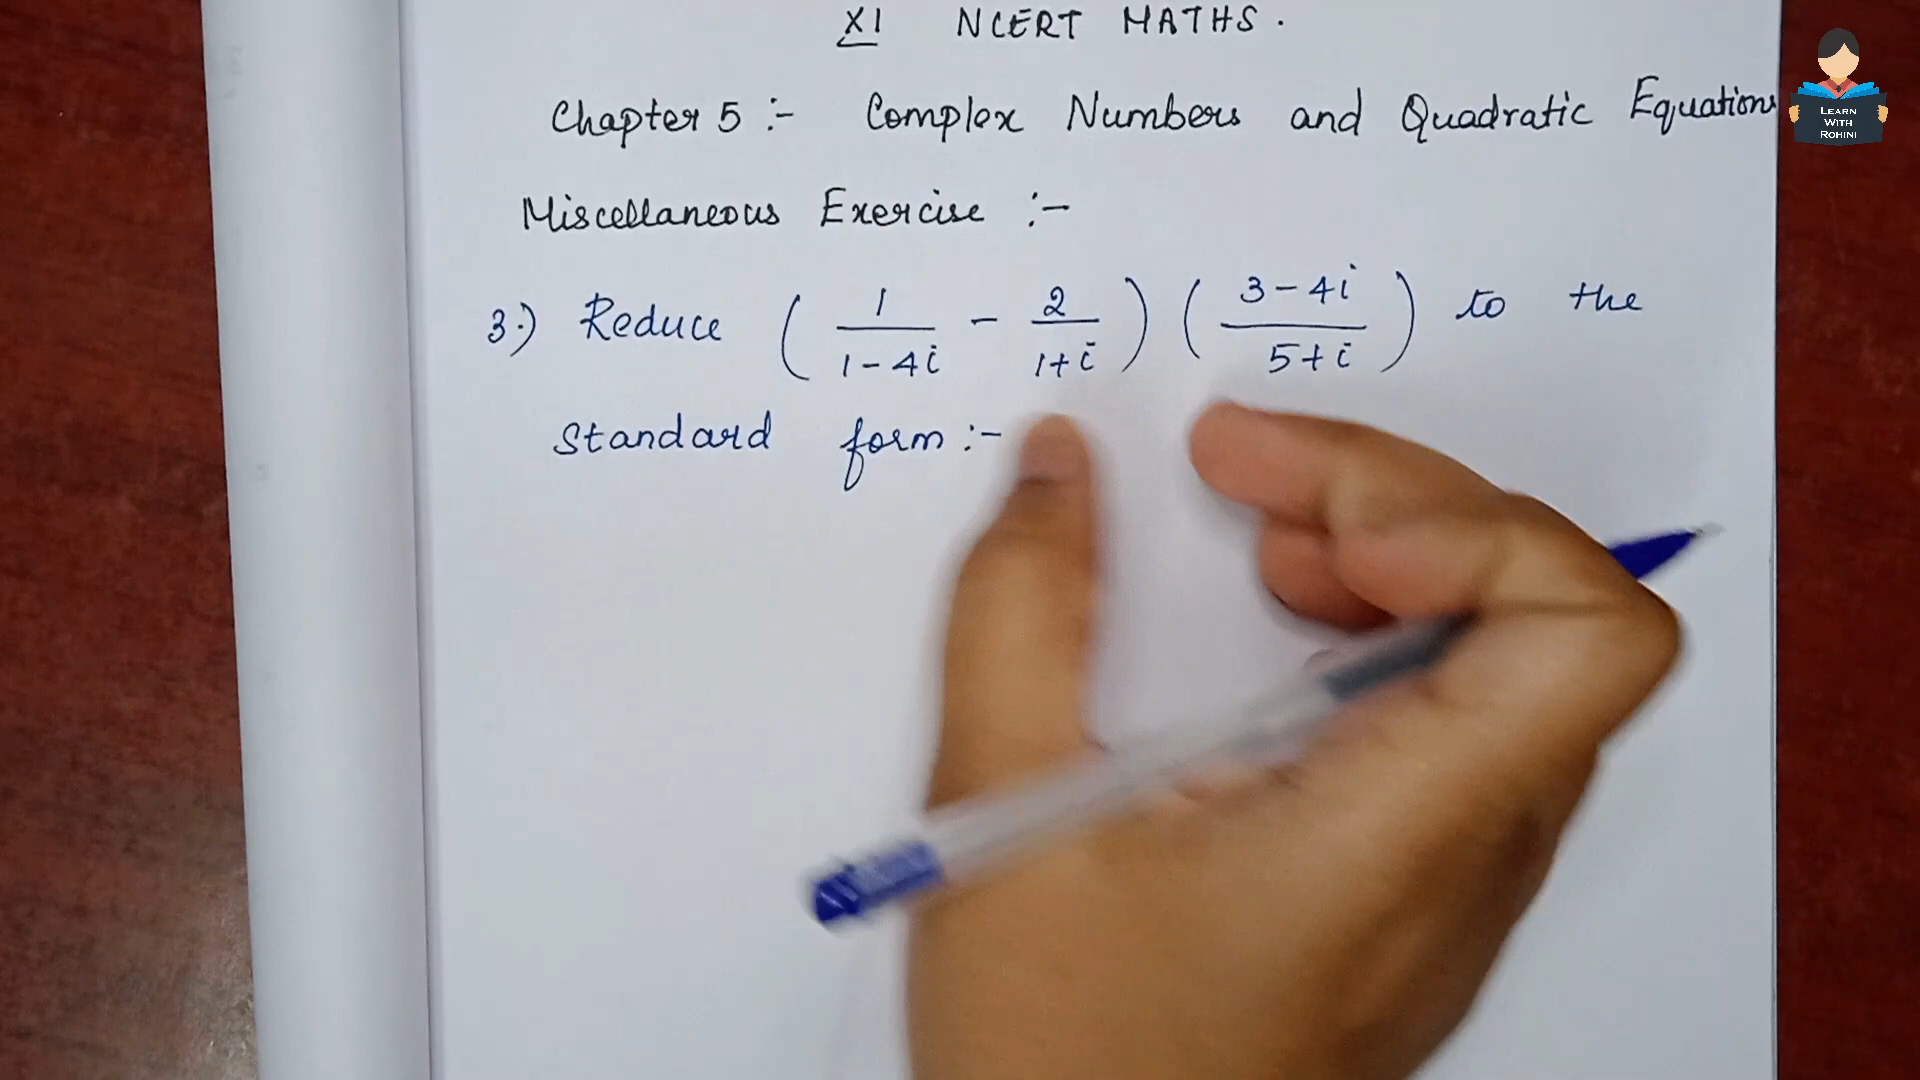 XI NCERT MATHS.
Chapter 5 :- Complex Numbers and Quadratic Equations
Miscellaneous Exercise :-
3.) Reduce ( 1/(1-4i) - 2/(1+i) ) ( (3-4i)/(5+i) ) to the
Standard form :-
LEARN
WITH
ROHINI